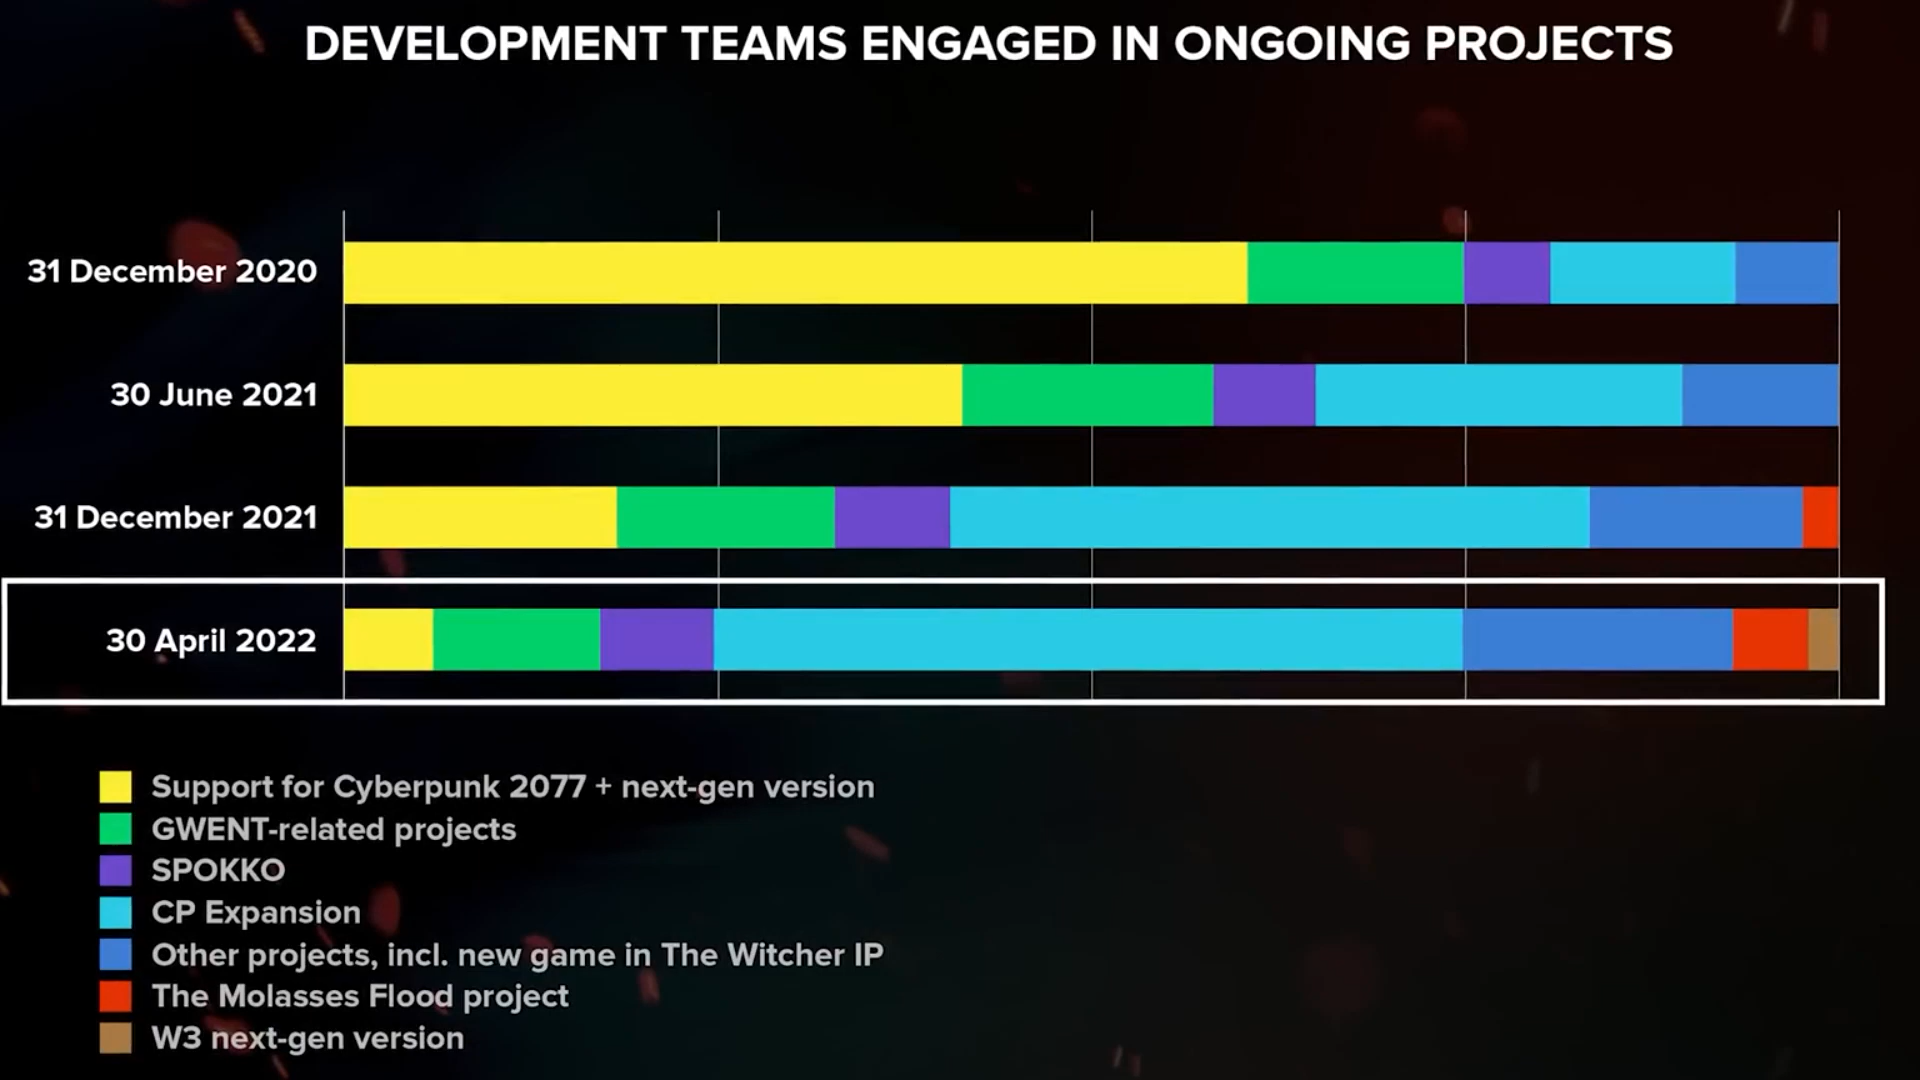 DEVELOPMENT TEAMS ENGAGED IN ONGOING PROJECTS
31 December 2020
30 June 2021
31 December 2021
30 April 2022
Support for Cyberpunk 2077 + next-gen version
GWENT-related projects
SPOKKO
CP Expansion
Other projects, incl. new game in The Witcher IP
The Molasses Flood project
W3 next-gen version